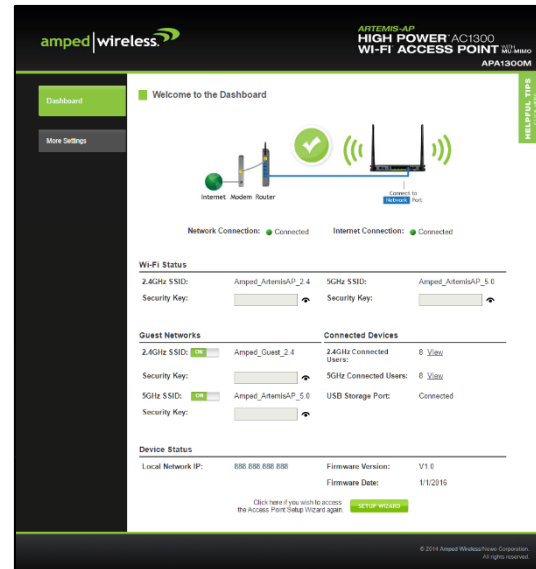 amped wireless
ARTEMIS-AP
HIGH POWER AC1300
WI-FI ACCESS POINT WITH MU-MIMO
APA1300M
HELPFUL TIPS
Dashboard
More Settings
Welcome to the Dashboard
Internet Modem Router
Connect to
Network Port
Network Connection: Connected Internet Connection: Connected
Wi-Fi Status
2.4GHz SSID: Amped_ArtemisAP_2.4 5GHz SSID: Amped_ArtemisAP_5.0
Security Key: Security Key:
Guest Networks Connected Devices
2.4GHz SSID: ON Amped_Guest_2.4 2.4GHz Connected Users: 8 View
Security Key: 5GHz Connected Users: 8 View
5GHz SSID: ON Amped_ArtemisAP_5.0 USB Storage Port: Connected
Security Key:
Device Status
Local Network IP: 888.888.888.888 Firmware Version: V1.0
Firmware Date: 1/1/2016
Click here if you wish to access
the Access Point Setup Wizard again. SETUP WIZARD
© 2014 Amped Wireless/Newo Corporation.
All rights reserved.